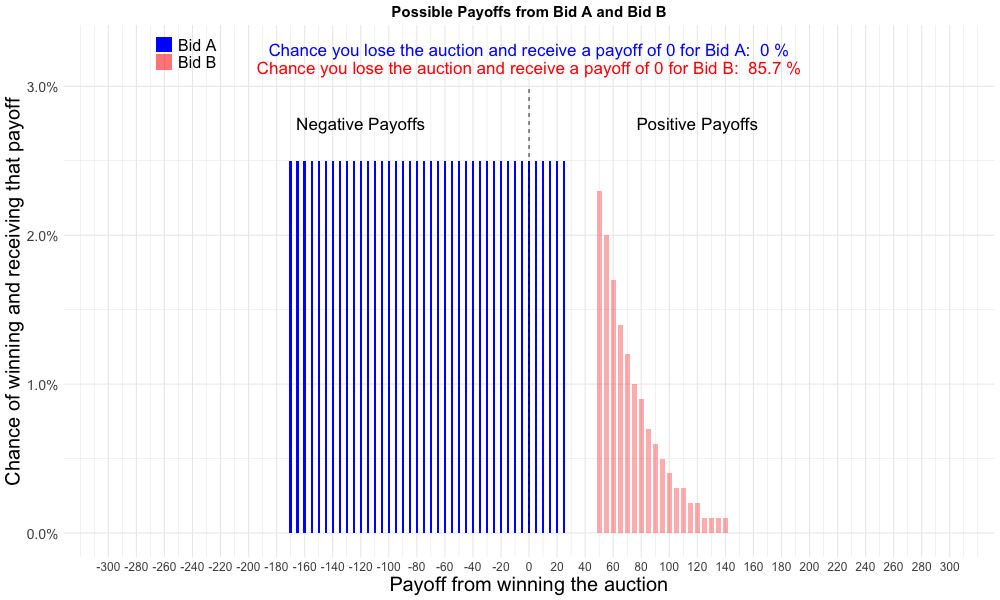 Possible Payoffs from Bid A and Bid B
Bid A
Bid B
Chance you lose the auction and receive a payoff of 0 for Bid A:  0 %
Chance you lose the auction and receive a payoff of 0 for Bid B:  85.7 %
Negative Payoffs
Positive Payoffs
Chance of winning and receiving that payoff
3.0%
2.0%
1.0%
0.0%
-300 -280 -260 -240 -220 -200 -180 -160 -140 -120 -100 -80 -60 -40 -20 0 20 40 60 80 100 120 140 160 180 200 220 240 260 280 300
Payoff from winning the auction